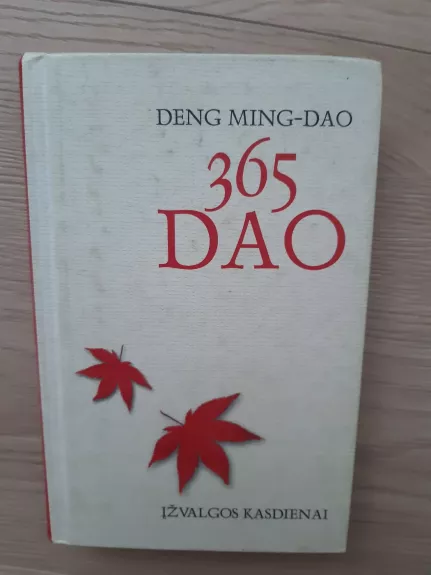 DENG MING-DAO
365
DAO
ĮŽVALGOS KASDIENAI